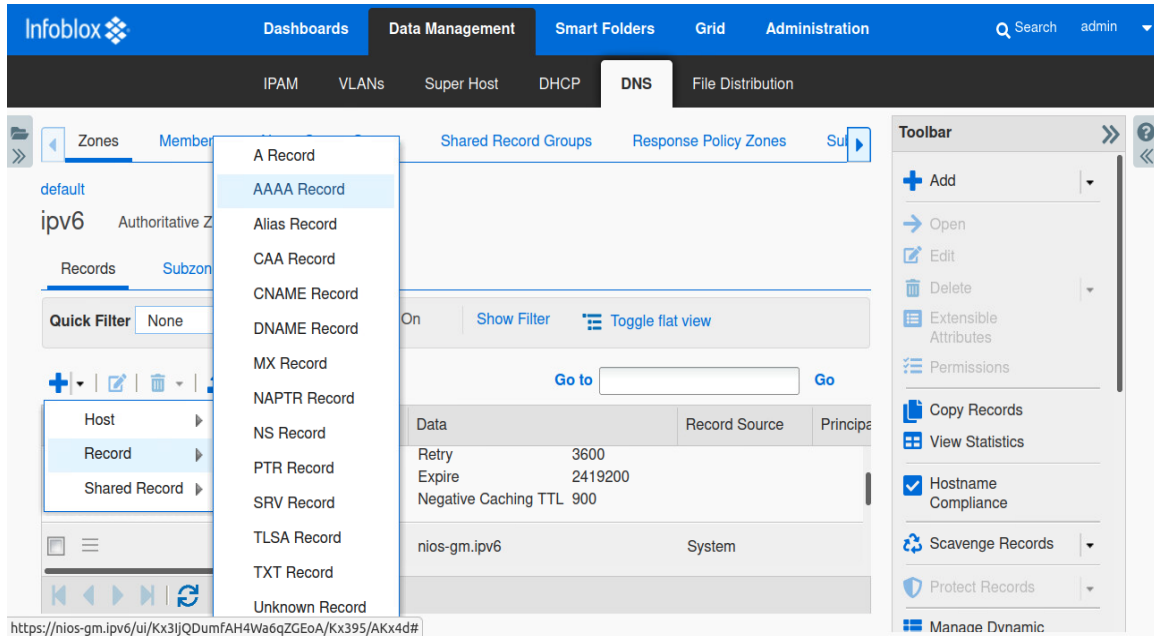 Infoblox
Dashboards Data Management Smart Folders Grid Administration
Search admin
IPAM VLANs Super Host DHCP DNS File Distribution
Zones Member Shared Record Groups Response Policy Zones
default
ipv6 Authoritative Z
Records Subzon
Quick Filter None On Show Filter Toggle flat view
Go to Go
Host
Record
Shared Record
A Record
AAAA Record
Alias Record
CAA Record
CNAME Record
DNAME Record
MX Record
NAPTR Record
NS Record
PTR Record
SRV Record
TLSA Record
TXT Record
Unknown Record
Data Record Source Principa
Retry 3600
Expire 2419200
Negative Caching TTL 900
nios-gm.ipv6 System
Toolbar
Add
Open
Edit
Delete
Extensible
Attributes
Permissions
Copy Records
View Statistics
Hostname
Compliance
Scavenge Records
Protect Records
Manage Dynamic
https://nios-gm.ipv6/ui/Kx3IjQDumfAH4Wa6qZGEoA/Kx395/AKx4d#